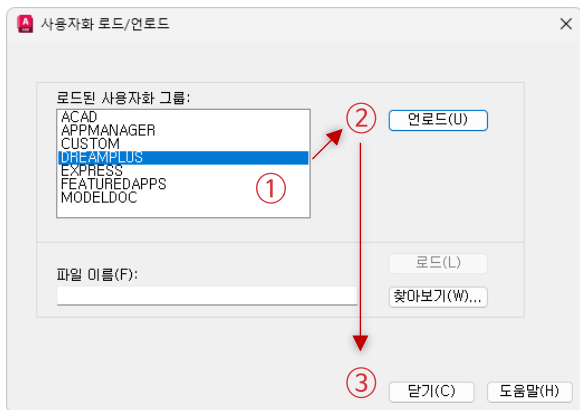 사용자화 로드/언로드
로드된 사용자화 그룹:
ACAD
APPMANAGER
CUSTOM
DREAMPLUS
EXPRESS
FEATUREDAPPS
MODELDOC
①
②
언로드(U)
로드(L)
파일 이름(F):
찾아보기(W)...
③
닫기(C)
도움말(H)